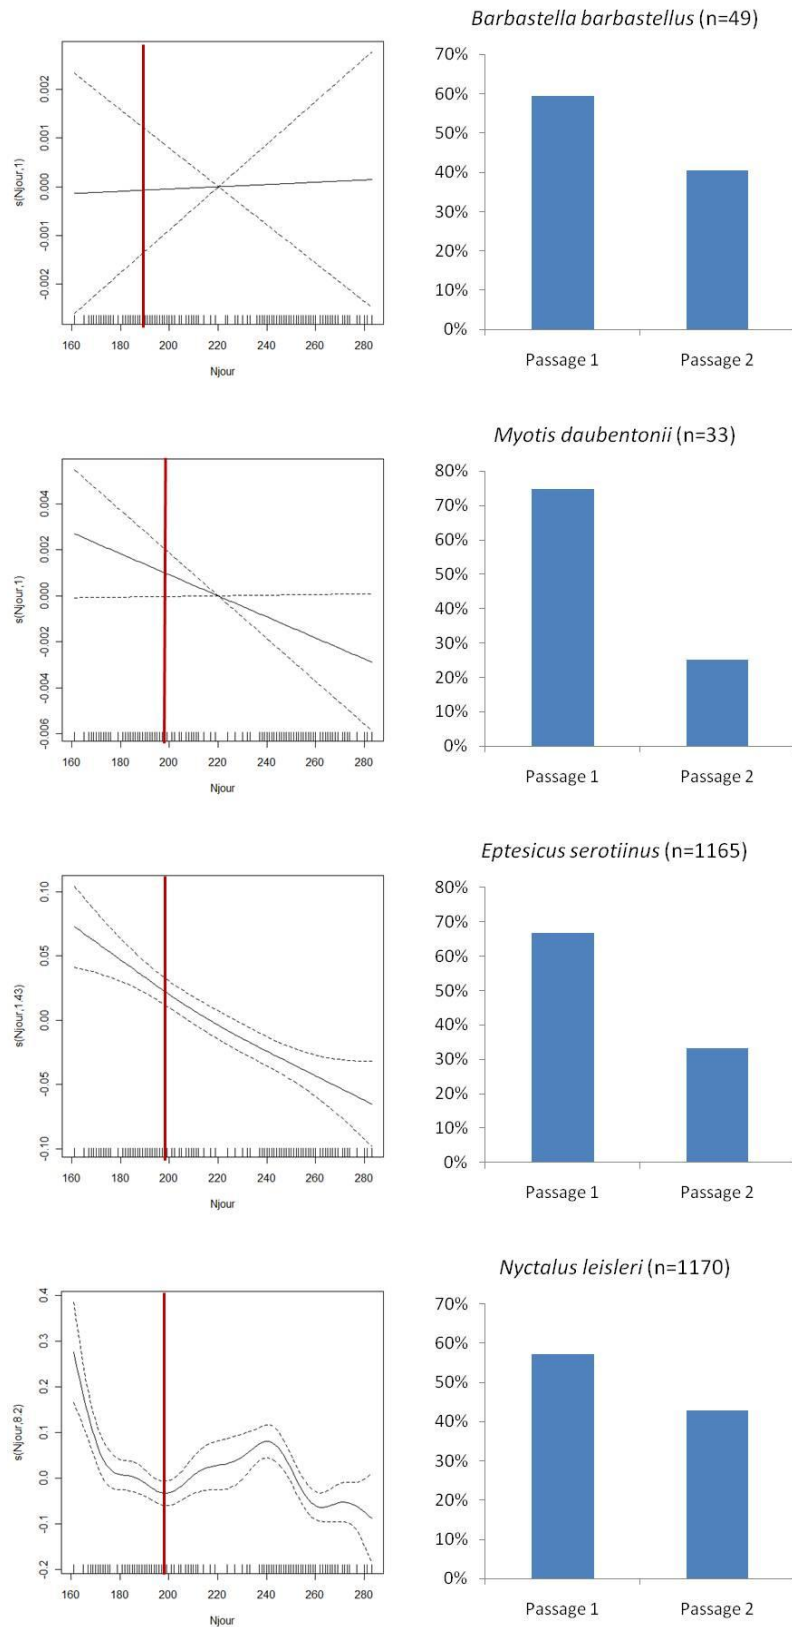 Barbastella barbastellus (n=49)
s(Njour,1)
0.002
0.001
0.000
-0.001
-0.002
160 180 200 220 240 260 280
Njour
70%
60%
50%
40%
30%
20%
10%
0%
Passage 1 Passage 2
Myotis daubentonii (n=33)
s(Njour,1)
0.004
0.002
0.000
-0.002
-0.004
-0.006
160 180 200 220 240 260 280
Njour
80%
70%
60%
50%
40%
30%
20%
10%
0%
Passage 1 Passage 2
Eptesicus serotiinus (n=1165)
s(Njour,1.43)
0.10
0.05
0.00
-0.05
-0.10
160 180 200 220 240 260 280
Njour
80%
70%
60%
50%
40%
30%
20%
10%
0%
Passage 1 Passage 2
Nyctalus leisleri (n=1170)
s(Njour,8.2)
0.4
0.3
0.2
0.1
0.0
-0.1
-0.2
160 180 200 220 240 260 280
Njour
70%
60%
50%
40%
30%
20%
10%
0%
Passage 1 Passage 2